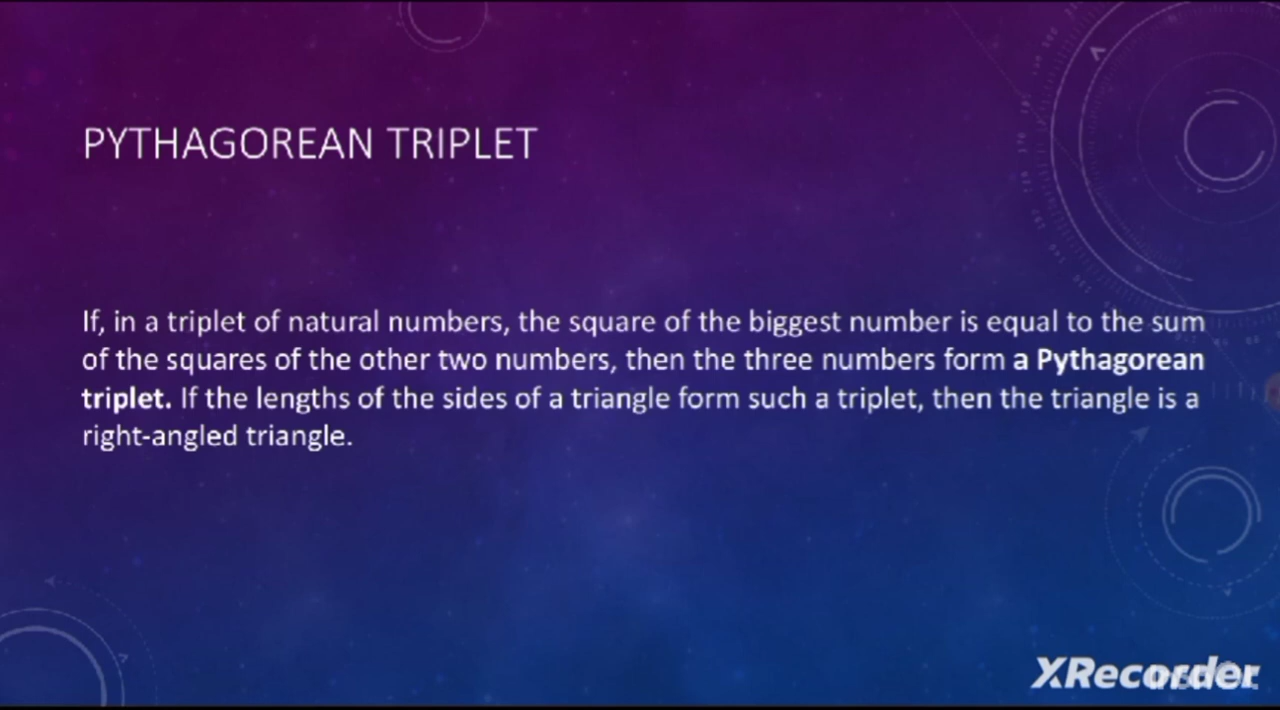 PYTHAGOREAN TRIPLET
If, in a triplet of natural numbers, the square of the biggest number is equal to the sum
of the squares of the other two numbers, then the three numbers form a Pythagorean
triplet. If the lengths of the sides of a triangle form such a triplet, then the triangle is a
right-angled triangle.
XRecorder